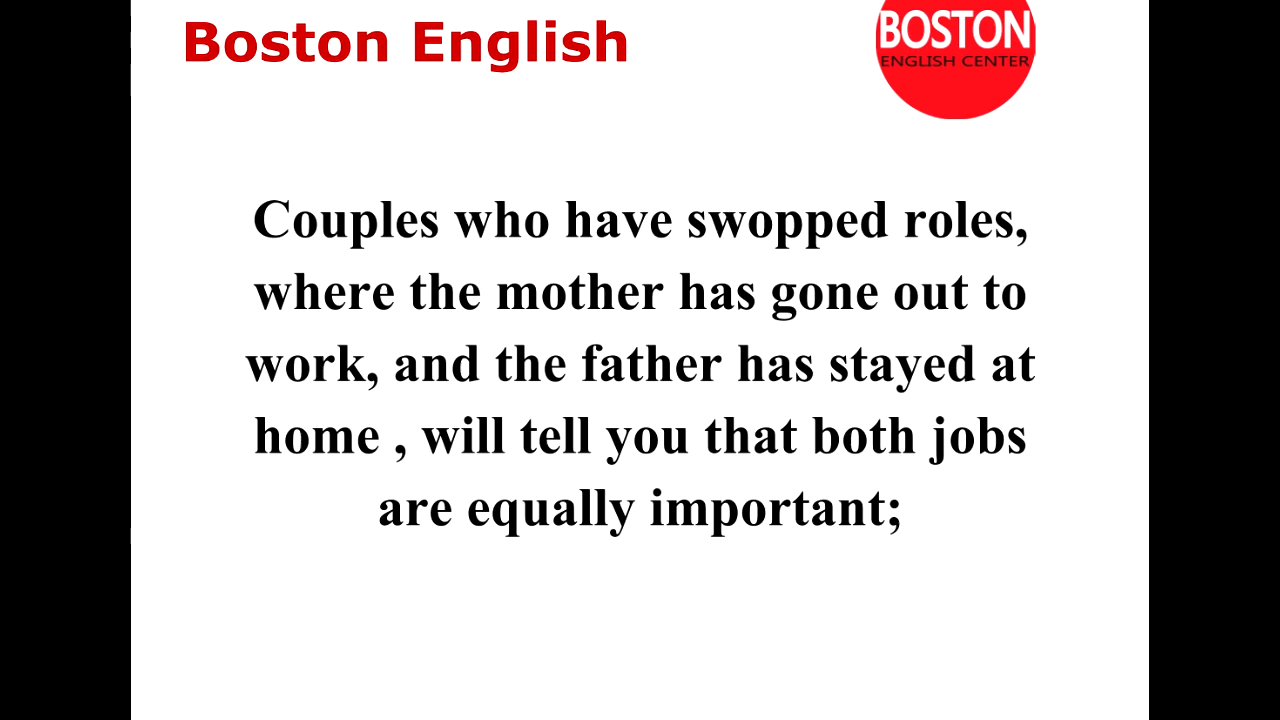 Boston English
BOSTON
ENGLISH CENTER
Couples who have swopped roles,
where the mother has gone out to
work, and the father has stayed at
home , will tell you that both jobs
are equally important;